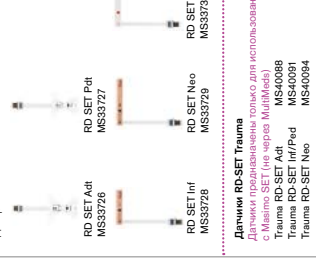 RD SET Adt
MS33726
RD SET Pdt
MS33727
RD SET Inf
MS33728
RD SET Neo
MS33729
RD SET
MS3373
Датчики RD-SET Trauma
Датчики предназначены только для использован
с Masimo SET (не через MultiMeds)
Trauma RD-SET Adt MS40088
Trauma RD-SET Inf/Ped MS40091
Trauma RD-SET Neo MS40094